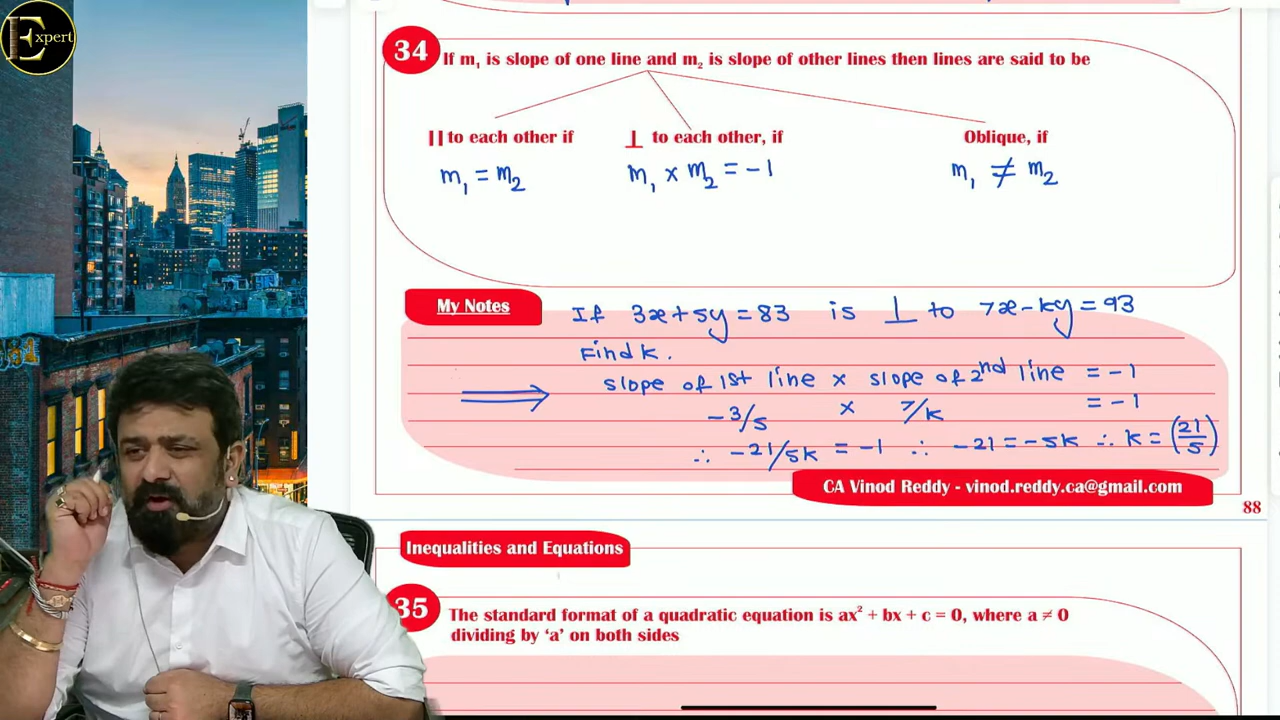 Expert
34
If m₁ is slope of one line and m₂ is slope of other lines then lines are said to be
|| to each other if
⊥ to each other, if
Oblique, if
m₁ = m₂
m₁ × m₂ = -1
m₁ ≠ m₂
My Notes
If 3x+5y=83 is ⊥ to 7x-ky=93
Find k.
⟹ slope of 1st line × slope of 2nd line = -1
-3/5 × 7/k = -1
∴ -21/5k = -1 ∴ -21 = -5k ∴ k = (21/5)
CA Vinod Reddy - vinod.reddy.ca@gmail.com
88
Inequalities and Equations
35
The standard format of a quadratic equation is ax² + bx + c = 0, where a ≠ 0
dividing by ‘a’ on both sides